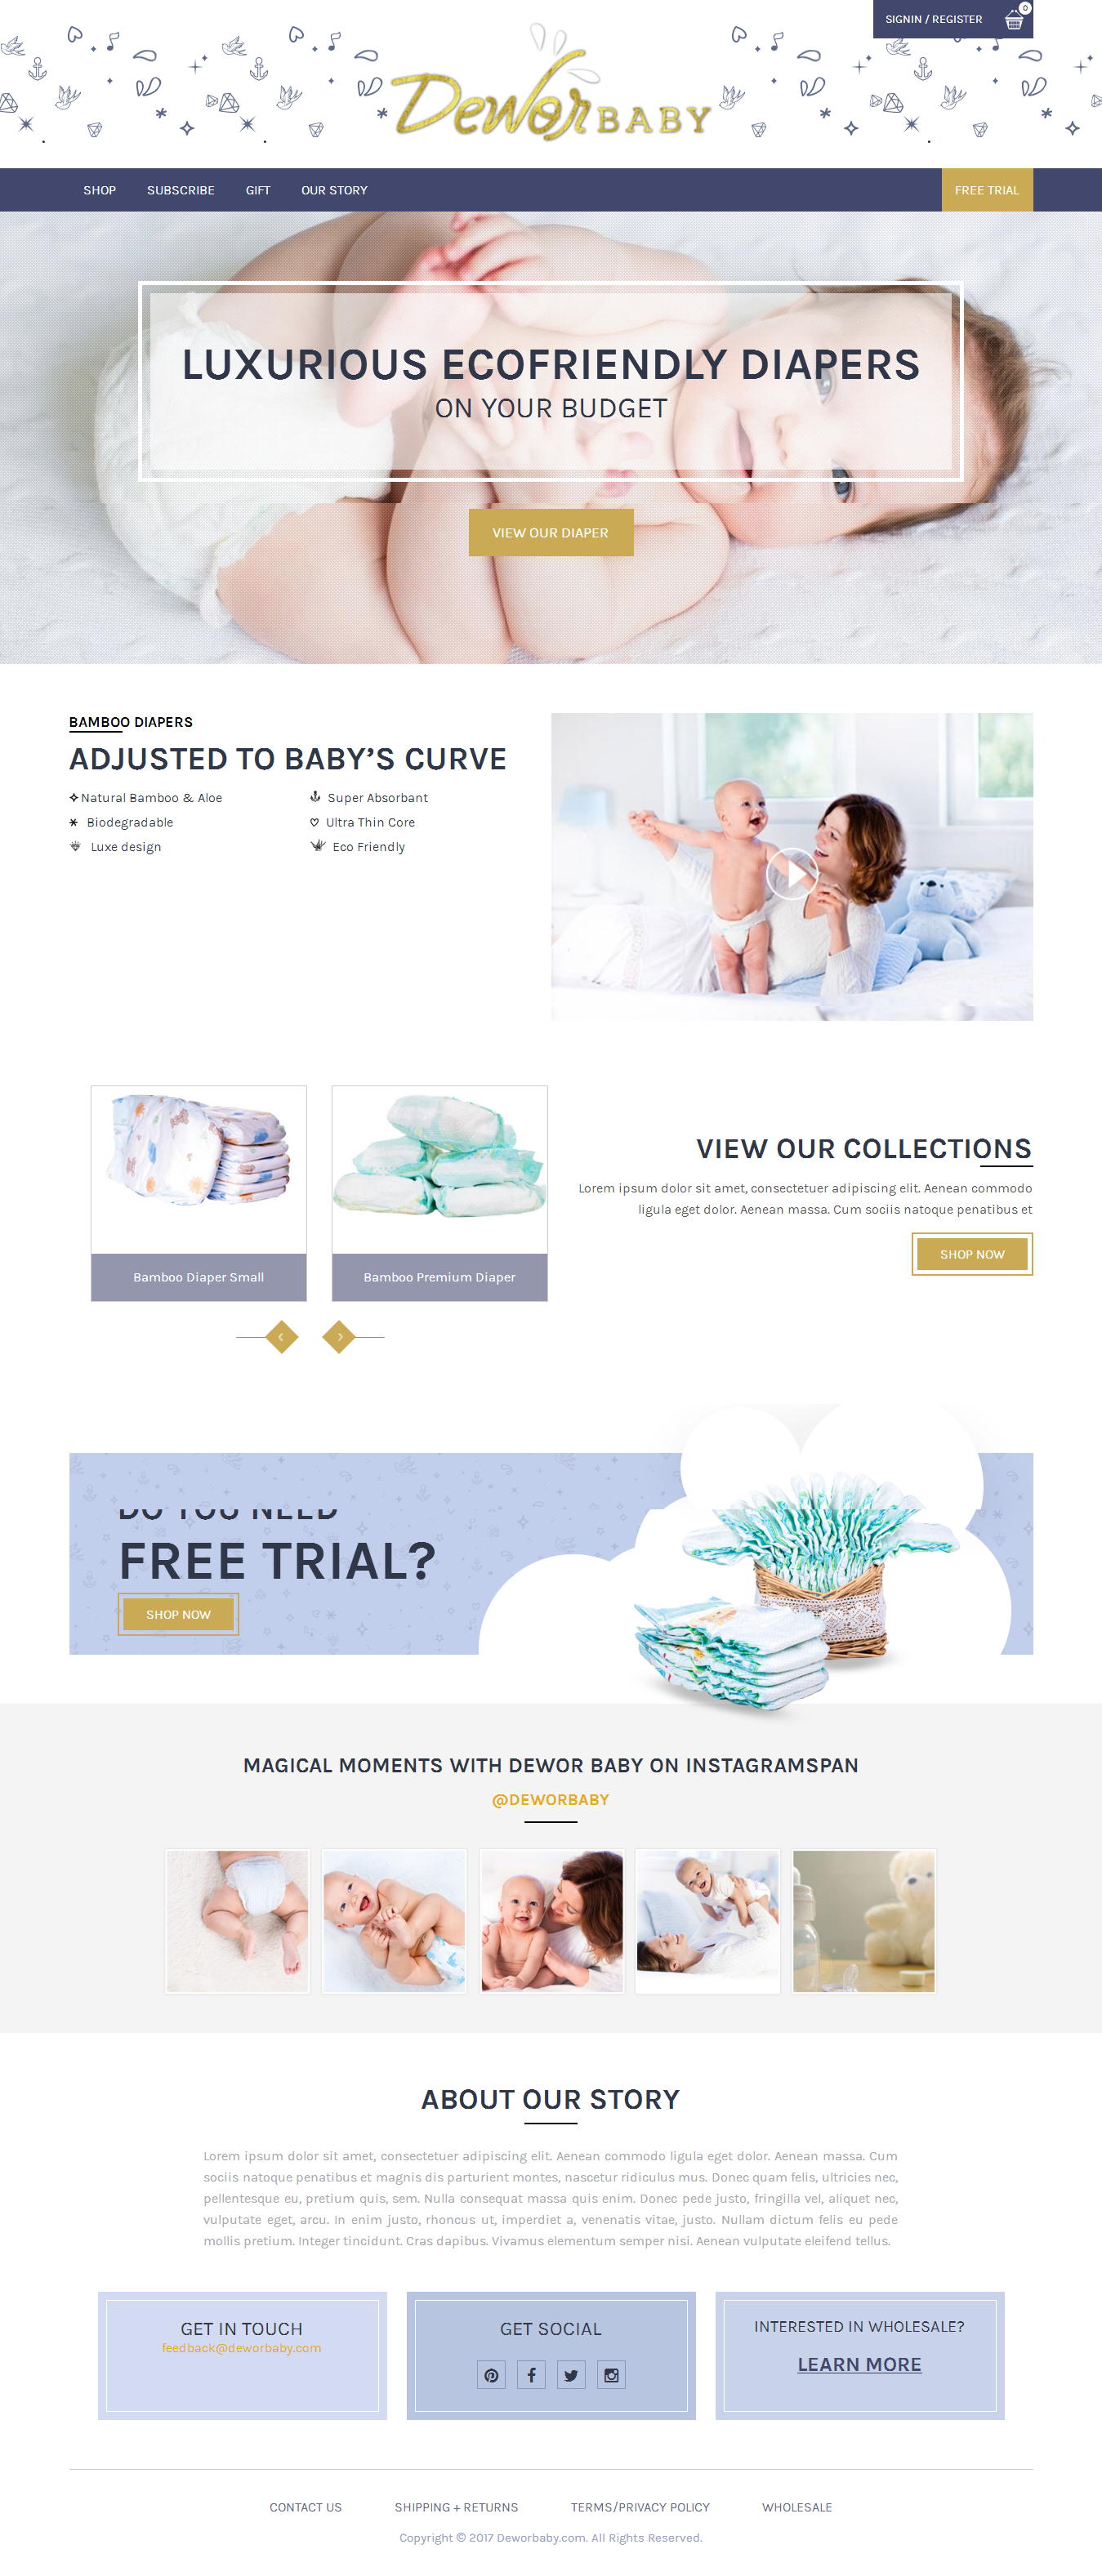 SIGNIN / REGISTER
0
Dewor BABY
SHOP
SUBSCRIBE
GIFT
OUR STORY
FREE TRIAL
LUXURIOUS ECOFRIENDLY DIAPERS
ON YOUR BUDGET
VIEW OUR DIAPER
BAMBOO DIAPERS
ADJUSTED TO BABY’S CURVE
Natural Bamboo & Aloe
Super Absorbant
Biodegradable
Ultra Thin Core
Luxe design
Eco Friendly
Bamboo Diaper Small
Bamboo Premium Diaper
VIEW OUR COLLECTIONS
Lorem ipsum dolor sit amet, consectetuer adipiscing elit. Aenean commodo
ligula eget dolor. Aenean massa. Cum sociis natoque penatibus et
SHOP NOW
DO YOU NEED
FREE TRIAL?
SHOP NOW
MAGICAL MOMENTS WITH DEWOR BABY ON INSTAGRAMSPAN
@DEWORBABY
ABOUT OUR STORY
Lorem ipsum dolor sit amet, consectetuer adipiscing elit. Aenean commodo ligula eget dolor. Aenean massa. Cum
sociis natoque penatibus et magnis dis parturient montes, nascetur ridiculus mus. Donec quam felis, ultricies nec,
pellentesque eu, pretium quis, sem. Nulla consequat massa quis enim. Donec pede justo, fringilla vel, aliquet nec,
vulputate eget, arcu. In enim justo, rhoncus ut, imperdiet a, venenatis vitae, justo. Nullam dictum felis eu pede
mollis pretium. Integer tincidunt. Cras dapibus. Vivamus elementum semper nisi. Aenean vulputate eleifend tellus.
GET IN TOUCH
feedback@deworbaby.com
GET SOCIAL
INTERESTED IN WHOLESALE?
LEARN MORE
CONTACT US
SHIPPING + RETURNS
TERMS/PRIVACY POLICY
WHOLESALE
Copyright © 2017 Deworbaby.com. All Rights Reserved.